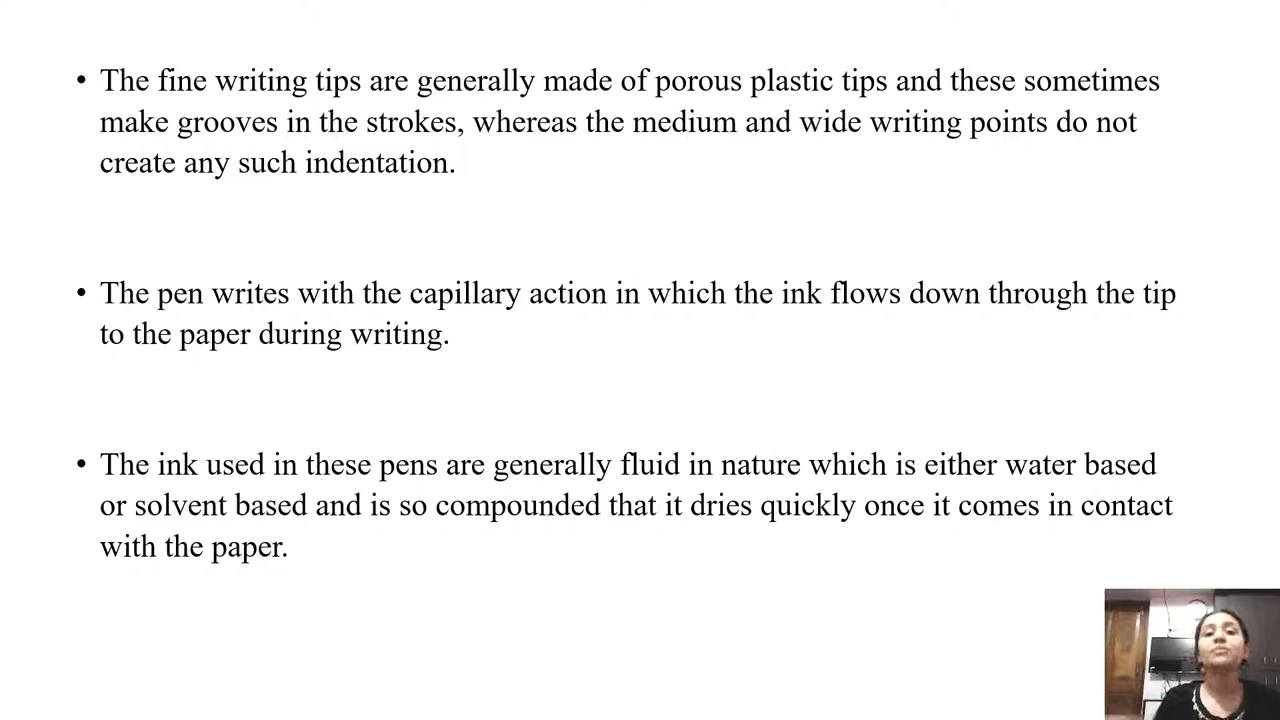 • The fine writing tips are generally made of porous plastic tips and these sometimes
make grooves in the strokes, whereas the medium and wide writing points do not
create any such indentation.
• The pen writes with the capillary action in which the ink flows down through the tip
to the paper during writing.
• The ink used in these pens are generally fluid in nature which is either water based
or solvent based and is so compounded that it dries quickly once it comes in contact
with the paper.